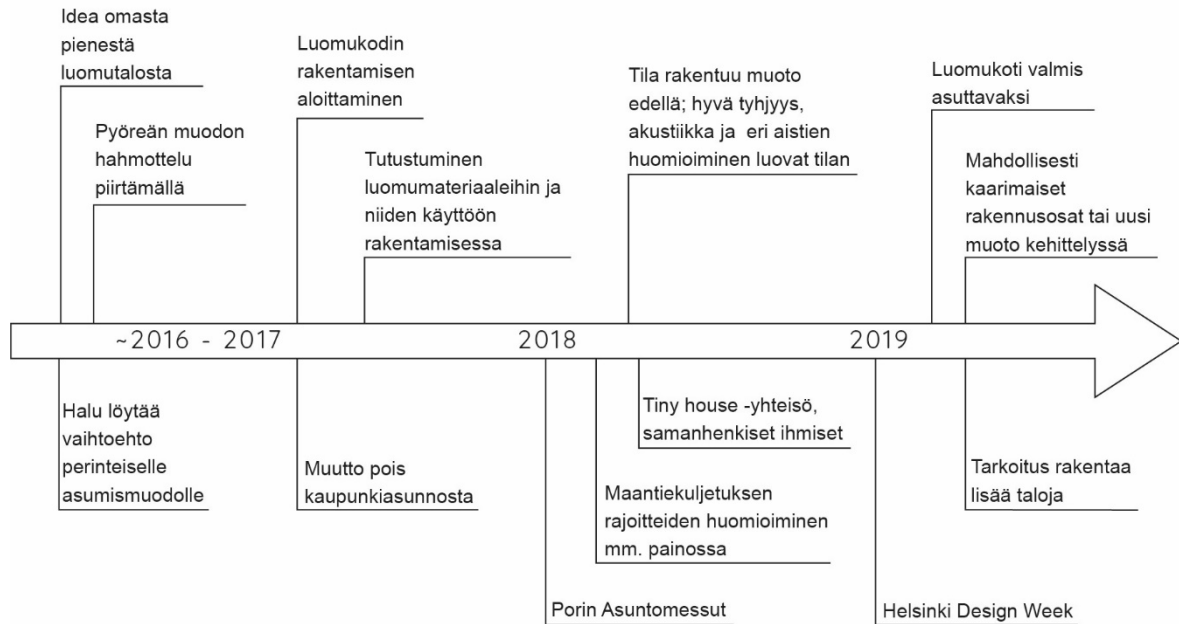 Idea omasta
pienestä
luomutalosta
Pyöreän muodon
hahmottelu
piirtämällä
Luomukodin
rakentamisen
aloittaminen
Tutustuminen
luomumateriaaleihin ja
niiden käyttöön
rakentamisessa
Tila rakentuu muoto
edellä; hyvä tyhjyys,
akustiikka ja eri aistien
huomioiminen luovat tilan
Luomukoti valmis
asuttavaksi
Mahdollisesti
kaarimaiset
rakennusosat tai uusi
muoto kehittelyssä
~2016 - 2017
2018
2019
Halu löytää
vaihtoehto
perinteiselle
asumismuodolle
Muutto pois
kaupunkiasunnosta
Porin Asuntomessut
Maantiekuljetuksen
rajoitteiden huomioiminen
mm. painossa
Tiny house -yhteisö,
samanhenkiset ihmiset
Helsinki Design Week
Tarkoitus rakentaa
lisää taloja